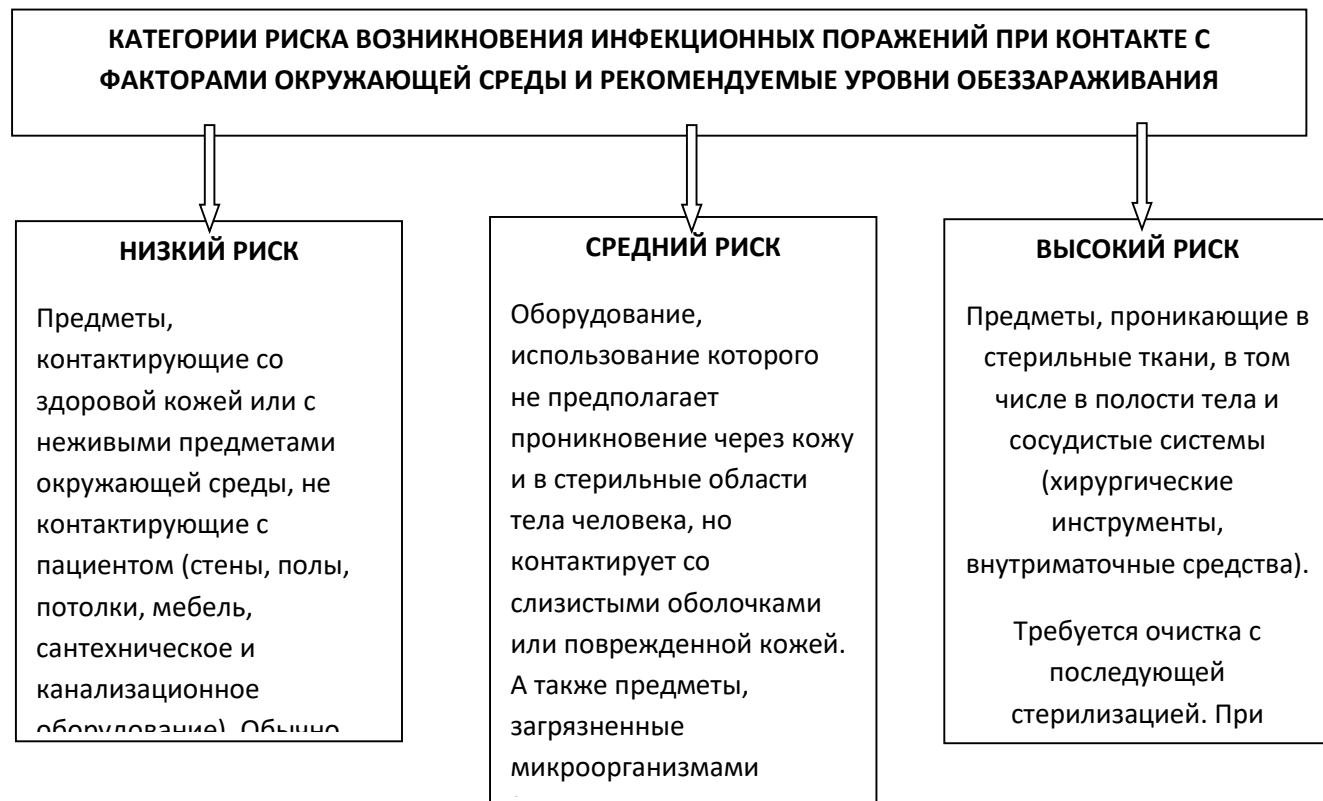 КАТЕГОРИИ РИСКА ВОЗНИКНОВЕНИЯ ИНФЕКЦИОННЫХ ПОРАЖЕНИЙ ПРИ КОНТАКТЕ С
ФАКТОРАМИ ОКРУЖАЮЩЕЙ СРЕДЫ И РЕКОМЕНДУЕМЫЕ УРОВНИ ОБЕЗЗАРАЖИВАНИЯ
НИЗКИЙ РИСК
Предметы,
контактирующие со
здоровой кожей или с
неживыми предметами
окружающей среды, не
контактирующие с
пациентом (стены, полы,
потолки, мебель,
сантехническое и
канализационное
оборудование). Обычно
СРЕДНИЙ РИСК
Оборудование,
использование которого
не предполагает
проникновение через кожу
и в стерильные области
тела человека, но
контактирует со
слизистыми оболочками
или поврежденной кожей.
А также предметы,
загрязненные
микроорганизмами
ВЫСОКИЙ РИСК
Предметы, проникающие в
стерильные ткани, в том
числе в полости тела и
сосудистые системы
(хирургические
инструменты,
внутриматочные средства).
Требуется очистка с
последующей
стерилизацией. При